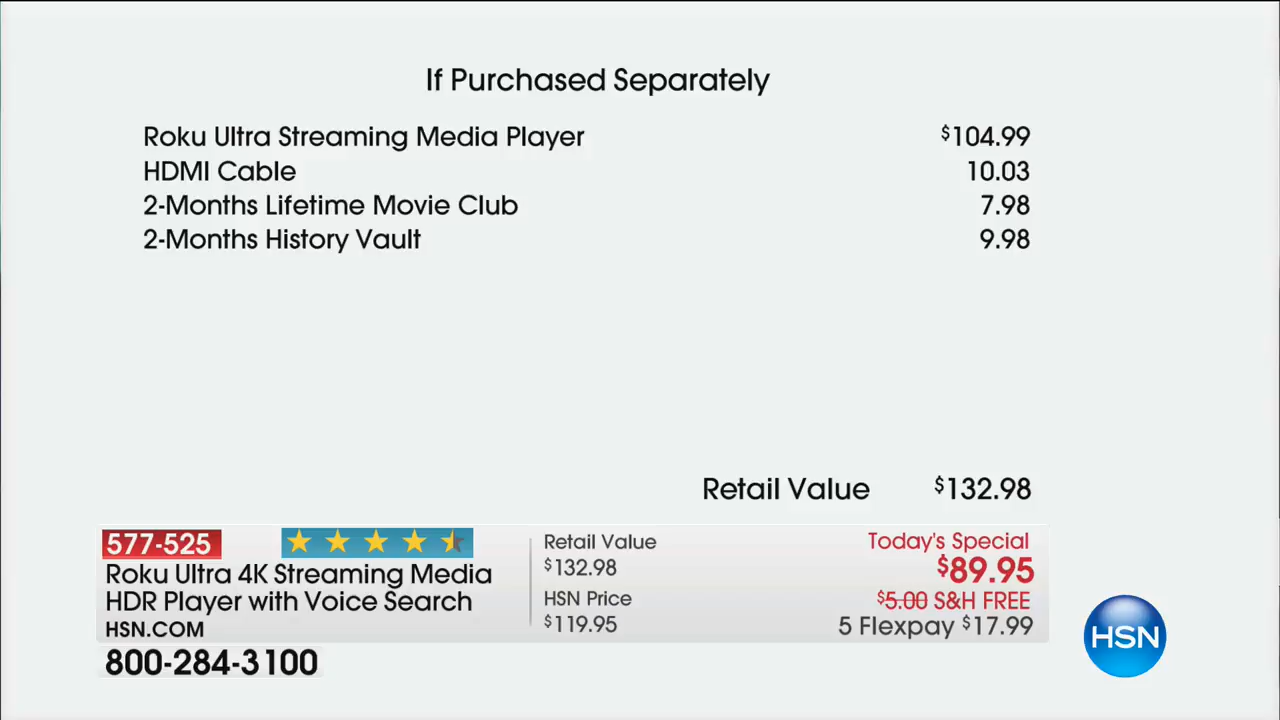 If Purchased Separately
Roku Ultra Streaming Media Player $104.99
HDMI Cable 10.03
2-Months Lifetime Movie Club 7.98
2-Months History Vault 9.98
Retail Value $132.98
577-525
Roku Ultra 4K Streaming Media
HDR Player with Voice Search
HSN.COM
800-284-3100
Retail Value
$132.98
HSN Price
$119.95
Today's Special
$89.95
$5.00 S&H FREE
5 Flexpay $17.99
HSN